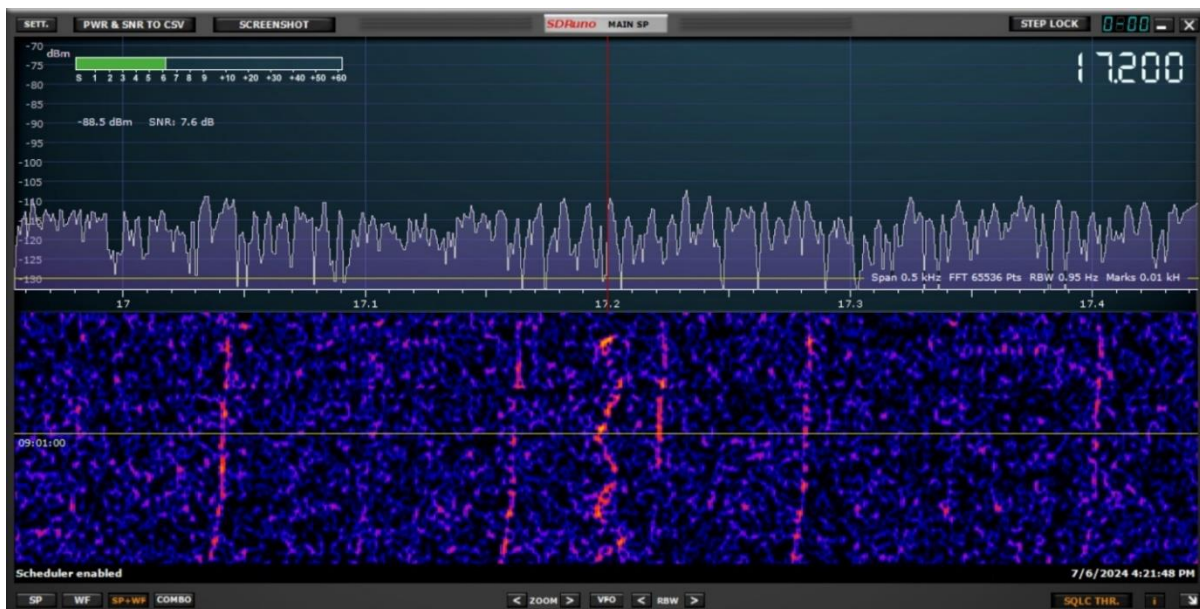 SETT. PWR & SNR TO CSV SCREENSHOT SDRuno MAIN SP STEP LOCK 0-00
-70 dBm
-75
S 1 2 3 4 5 6 7 8 9 +10 +20 +30 +40 +50 +60
17.200
-80
-85
-90 -88.5 dBm SNR: 7.6 dB
-95
-100
-105
-110
-115
-120
-125
-130 Span 0.5 kHz FFT 65536 Pts RBW 0.95 Hz Marks 0.01 kH
17 17.1 17.2 17.3 17.4
09:01:00
Scheduler enabled 7/6/2024 4:21:48 PM
SP WF SP+WF COMBO < ZOOM > VFO < RBW > SQLC THR. i